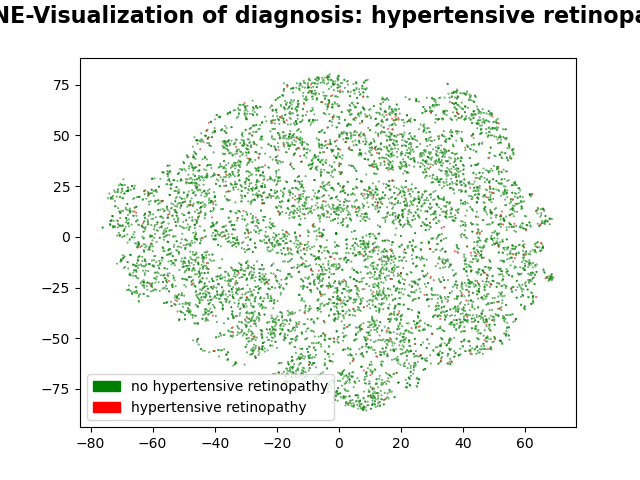 NE-Visualization of diagnosis: hypertensive retinopa
75
50
25
0
−25
−50
−75
−80 −60 −40 −20 0 20 40 60
no hypertensive retinopathy
hypertensive retinopathy